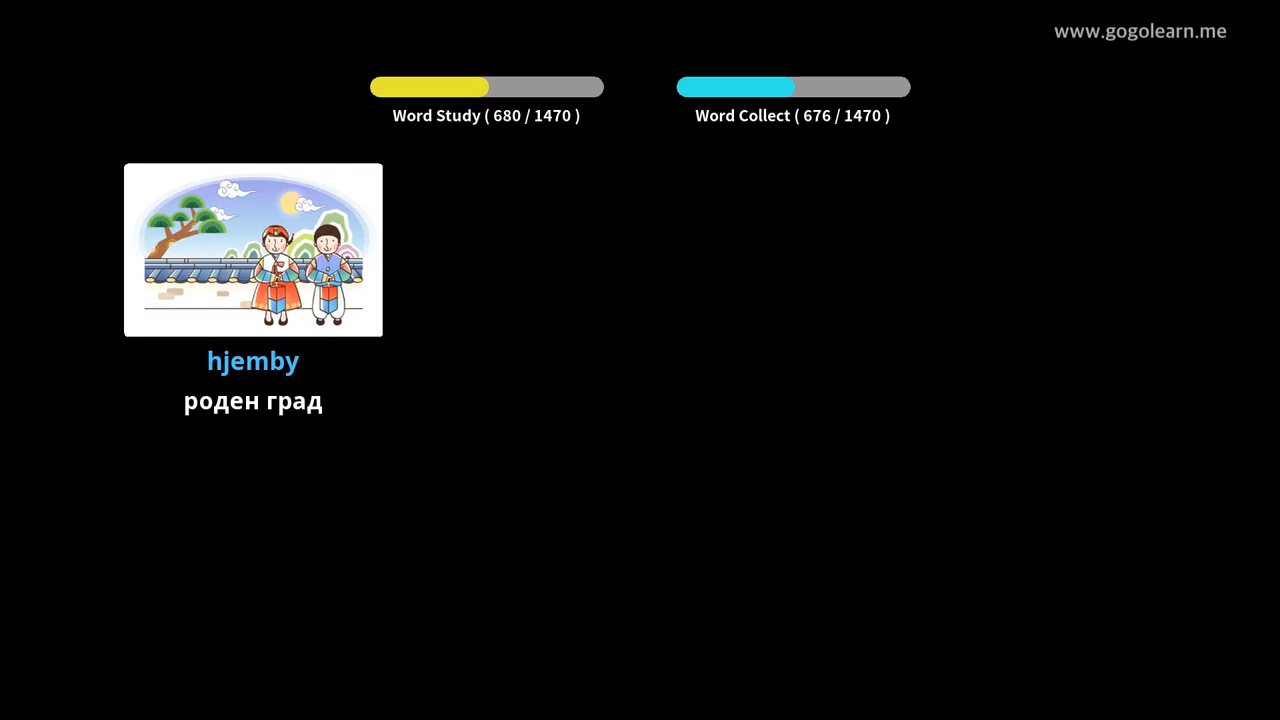 www.gogolearn.me
Word Study ( 680 / 1470 )
Word Collect ( 676 / 1470 )
hjemby
роден град